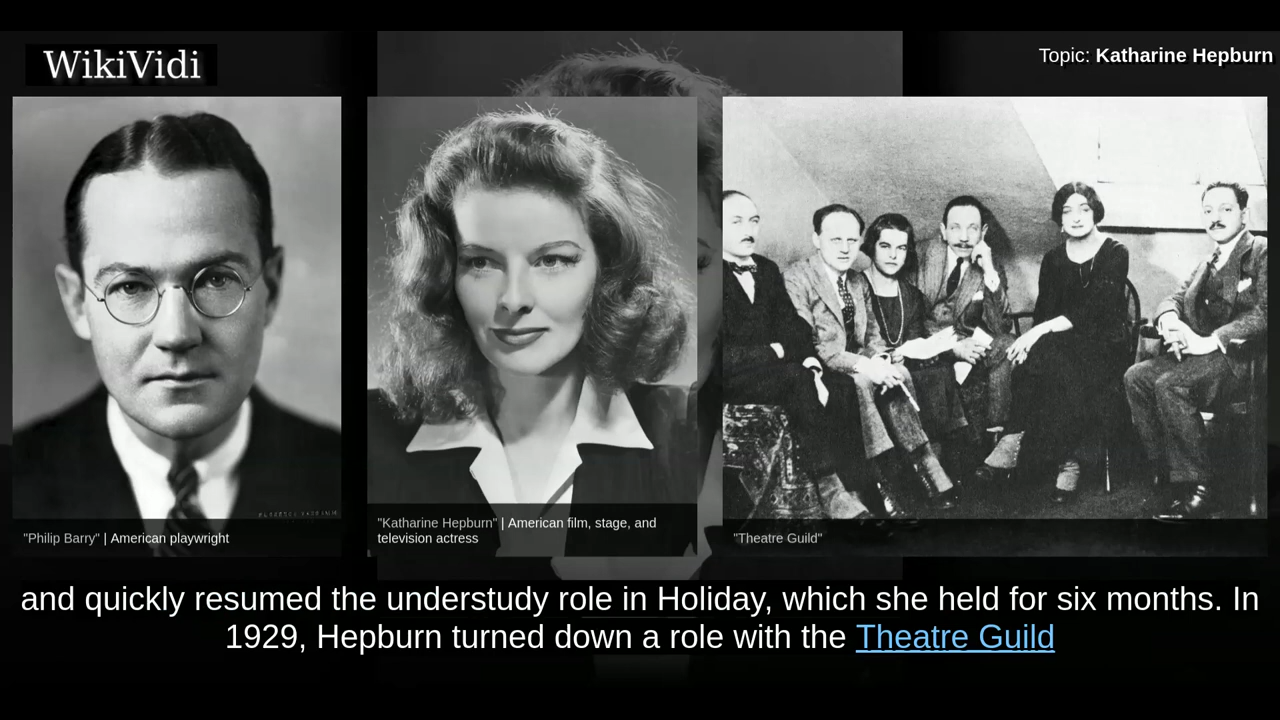 WikiVidi
Topic: Katharine Hepburn
"Philip Barry" | American playwright
"Katharine Hepburn" | American film, stage, and
television actress
"Theatre Guild"
and quickly resumed the understudy role in Holiday, which she held for six months. In
1929, Hepburn turned down a role with the Theatre Guild